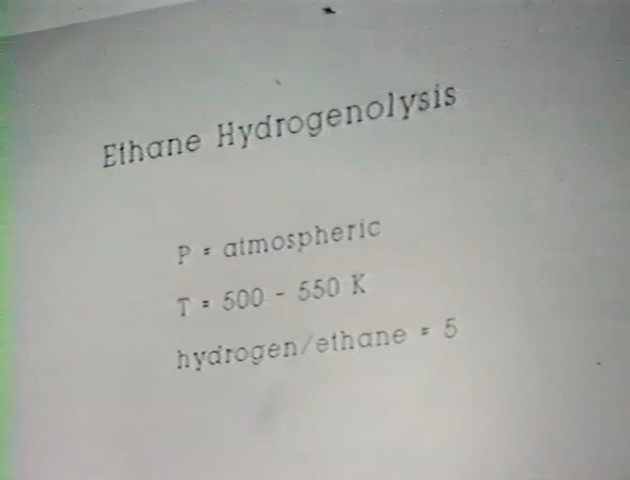 Ethane Hydrogenolysis
P = atmospheric
T = 500 - 550 K
hydrogen/ethane = 5